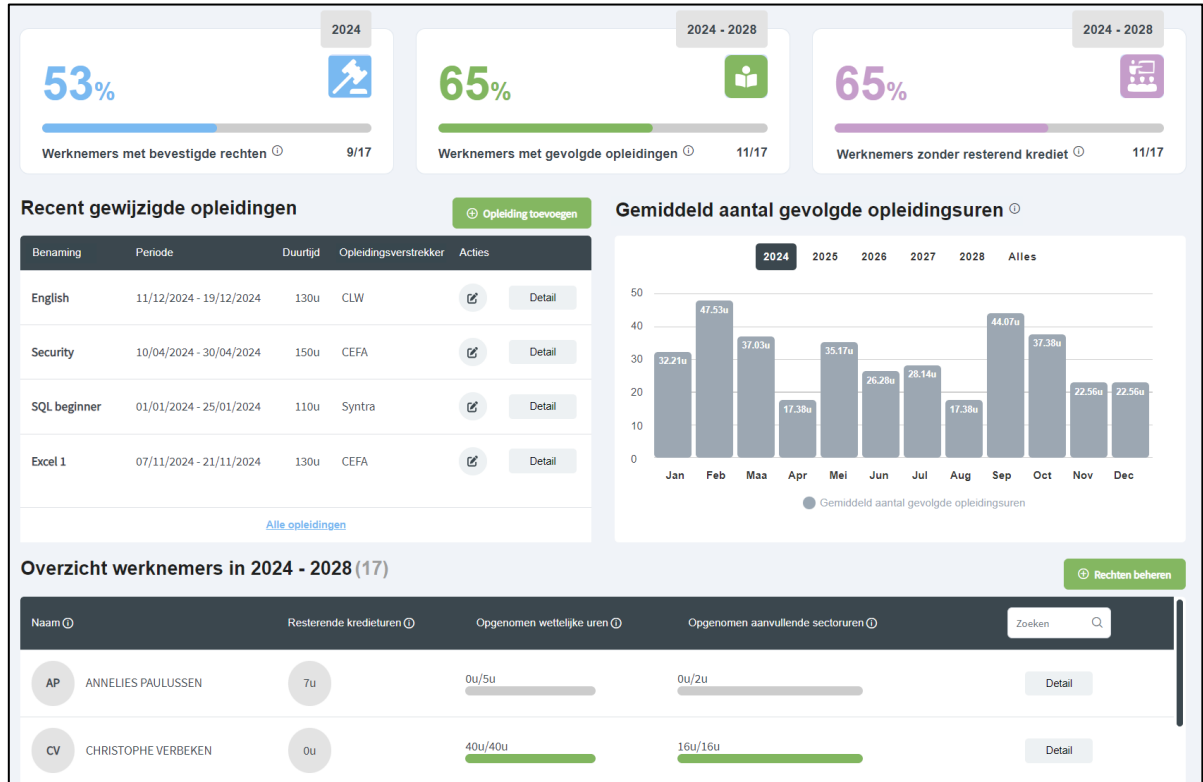 2024
53%
Werknemers met bevestigde rechten 9/17
2024 - 2028
65%
Werknemers met gevolgde opleidingen 11/17
2024 - 2028
65%
Werknemers zonder resterend krediet 11/17
Recent gewijzigde opleidingen
Opleiding toevoegen
Benaming Periode Duurtijd Opleidingsverstrekker Acties
English 11/12/2024 - 19/12/2024 130u CLW Detail
Security 10/04/2024 - 30/04/2024 150u CEFA Detail
SQL beginner 01/01/2024 - 25/01/2024 110u Syntra Detail
Excel 1 07/11/2024 - 21/11/2024 130u CEFA Detail
Alle opleidingen
Gemiddeld aantal gevolgde opleidingsuren
2024 2025 2026 2027 2028 Alles
50
40
30
20
10
0
32.21u 47.53u 37.03u 17.38u 35.17u 26.28u 28.14u 17.38u 44.07u 37.38u 22.56u 22.56u
Jan Feb Maa Apr Mei Jun Jul Aug Sep Oct Nov Dec
Gemiddeld aantal gevolgde opleidingsuren
Overzicht werknemers in 2024 - 2028 (17)
Rechten beheren
Naam Resterende kredieturen Opgenomen wettelijke uren Opgenomen aanvullende sectoruren Zoeken
AP ANNELIES PAULUSSEN 7u 0u/5u 0u/2u Detail
CV CHRISTOPHE VERBEKEN 0u 40u/40u 16u/16u Detail